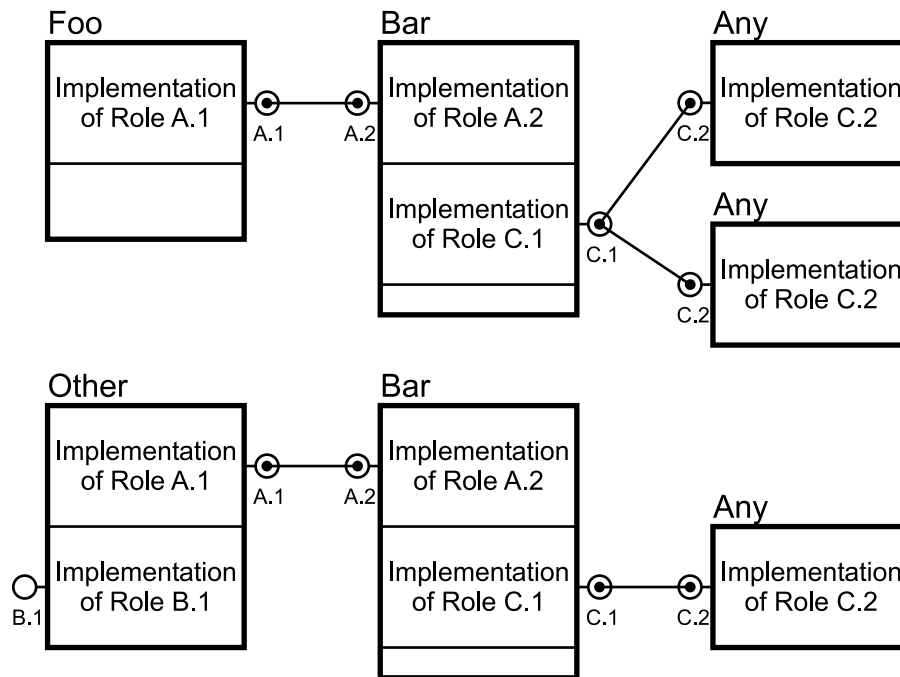 Foo
Bar
Any
Implementation
of Role A.1
Implementation
of Role A.2
Implementation
of Role C.2
A.1
A.2
C.2
Implementation
of Role C.1
C.1
Any
Implementation
of Role C.2
C.2
Other
Bar
Implementation
of Role A.1
Implementation
of Role A.2
A.1
A.2
Any
Implementation
of Role B.1
Implementation
of Role C.1
Implementation
of Role C.2
B.1
C.1
C.2